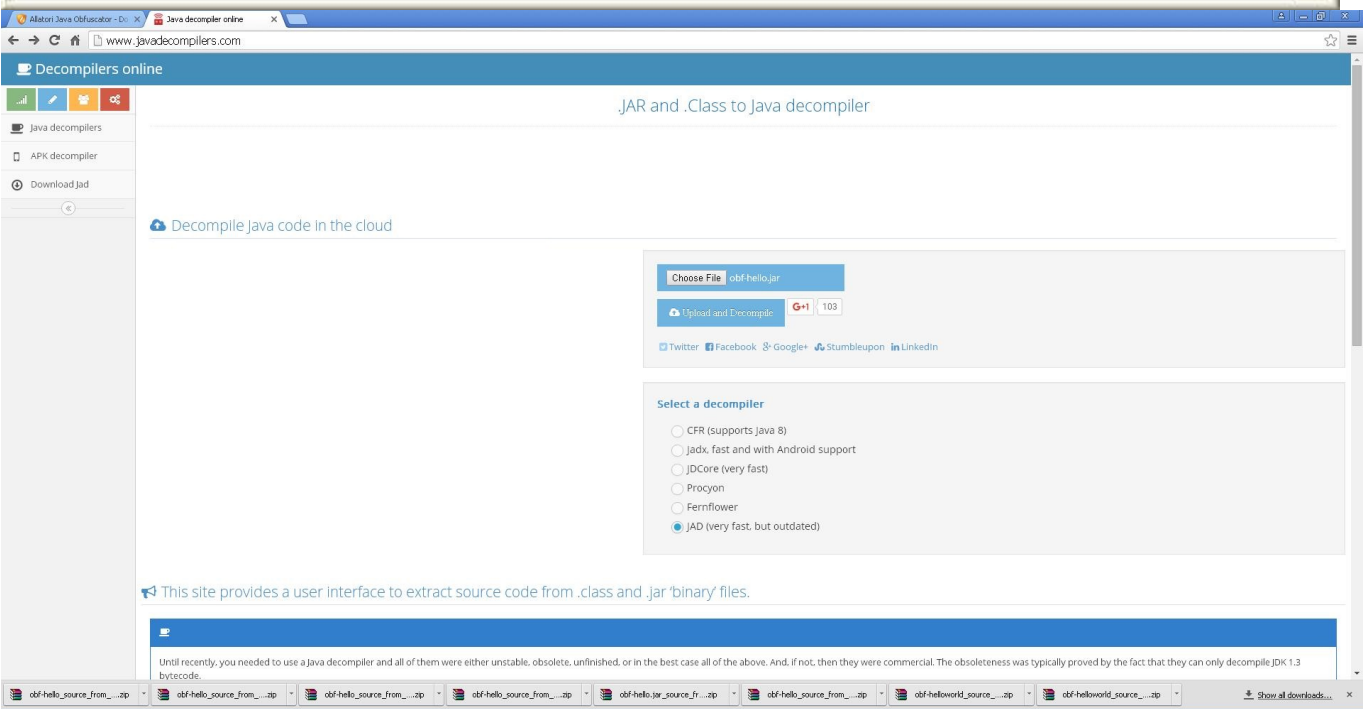 Allatori Java Obfuscator - Do
Java decompiler online
www.javadecompilers.com
Decompilers online
Java decompilers
APK decompiler
Download Jad
.JAR and .Class to Java decompiler
Decompile Java code in the cloud
Choose File obf-hello.jar
Upload and Decompile
G+1 103
Twitter Facebook Google+ Stumbleupon LinkedIn
Select a decompiler
CFR (supports Java 8)
Jadx, fast and with Android support
JDCore (very fast)
Procyon
Fernflower
JAD (very fast, but outdated)
This site provides a user interface to extract source code from .class and .jar 'binary' files.
Until recently, you needed to use a Java decompiler and all of them were either unstable, obsolete, unfinished, or in the best case all of the above. And, if not, then they were commercial. The obsoleteness was typically proved by the fact that they can only decompile JDK 1.3
bytecode.
obf-hello_source_from_....zip obf-hello_source_from_....zip obf-hello_source_from_....zip obf-hello_source_from_....zip obf-hello.jar_source_fr....zip obf-hello_source_from_....zip obf-helloworld_source_....zip obf-helloworld_source_....zip Show all downloads...